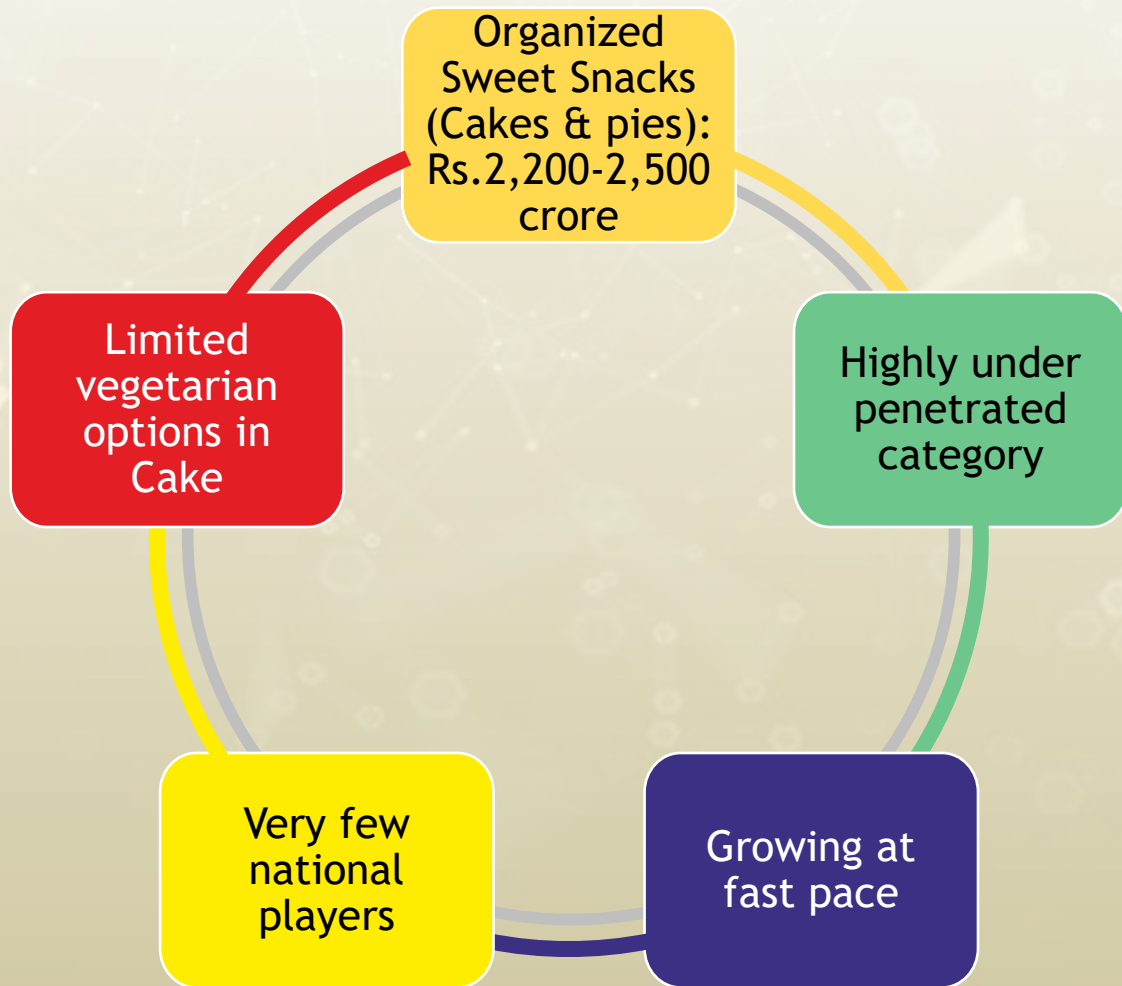 Organized
Sweet Snacks
(Cakes & pies):
Rs.2,200-2,500
crore
Highly under
penetrated
category
Growing at
fast pace
Very few
national
players
Limited
vegetarian
options in
Cake